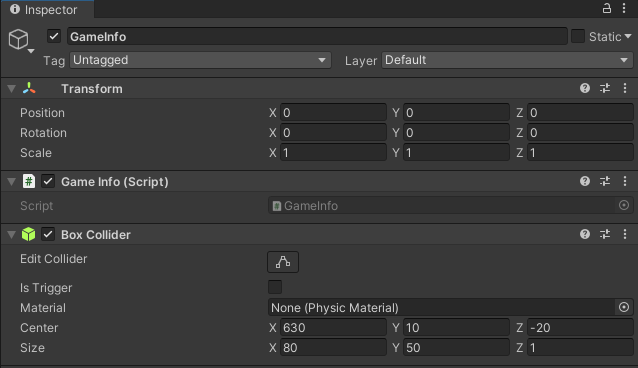 Inspector
GameInfo Static
Tag Untagged Layer Default
Transform
Position X 0 Y 0 Z 0
Rotation X 0 Y 0 Z 0
Scale X 1 Y 1 Z 1
# Game Info (Script)
Script # GameInfo
Box Collider
Edit Collider
Is Trigger
Material None (Physic Material)
Center X 630 Y 10 Z -20
Size X 80 Y 50 Z 1